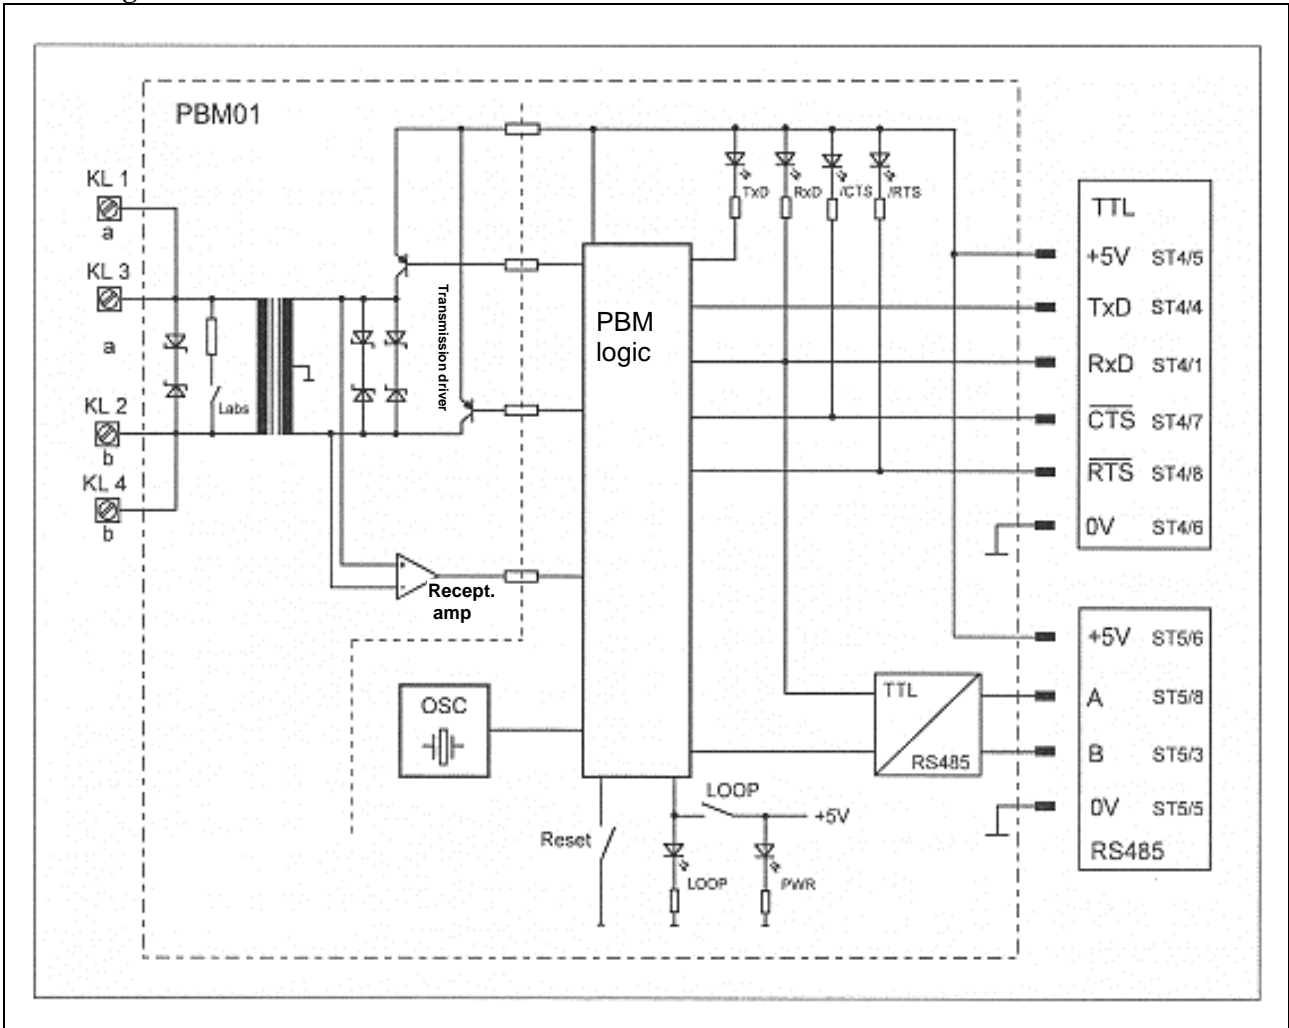 PBM01
KL 1
a
KL 3
a
KL 2
b
KL 4
b
Labs
Transmission driver
Recept.
amp
PBM
logic
OSC
Reset
LOOP
+5V
LOOP
PWR
TxD
RxD
/CTS
/RTS
TTL
RS485
TTL
+5V ST4/5
TxD ST4/4
RxD ST4/1
CTS ST4/7
RTS ST4/8
0V ST4/6
+5V ST5/6
A ST5/8
B ST5/3
0V ST5/5
RS485